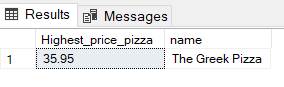 Results Messages
Highest_price_pizza name
1 35.95 The Greek Pizza